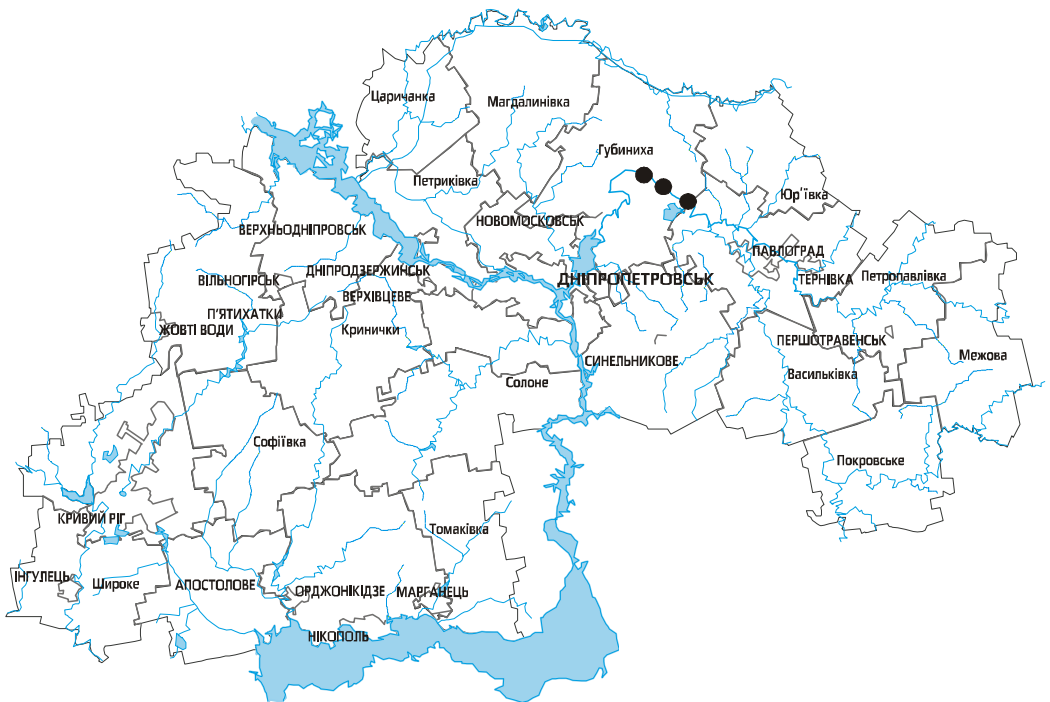 Царичанка
Магдалинівка
Губиниха
Петриківка
Юр'ївка
НОВОМОСКОВСЬК
ВЕРХНЬОДНІПРОВСЬК
ПАВЛОГРАД
ДНІПРОДЗЕРЖИНСЬК
ВІЛЬНОГІРСЬК
ДНІПРОПЕТРОВСЬК
ТЕРНІВКА
Петропавлівка
ВЕРХІВЦЕВЕ
П'ЯТИХАТКИ
ЖОВТІ ВОДИ
Кринички
ПЕРШОТРАВЕНСЬК
Межова
СИНЕЛЬНИКОВЕ
Васильківка
Солоне
Софіївка
Покровське
КРИВИЙ РІГ
Томаківка
ІНГУЛЕЦЬ
Широке
АПОСТОЛОВЕ
ОРДЖОНІКІДЗЕ
МАРГАНЕЦЬ
НІКОПОЛЬ